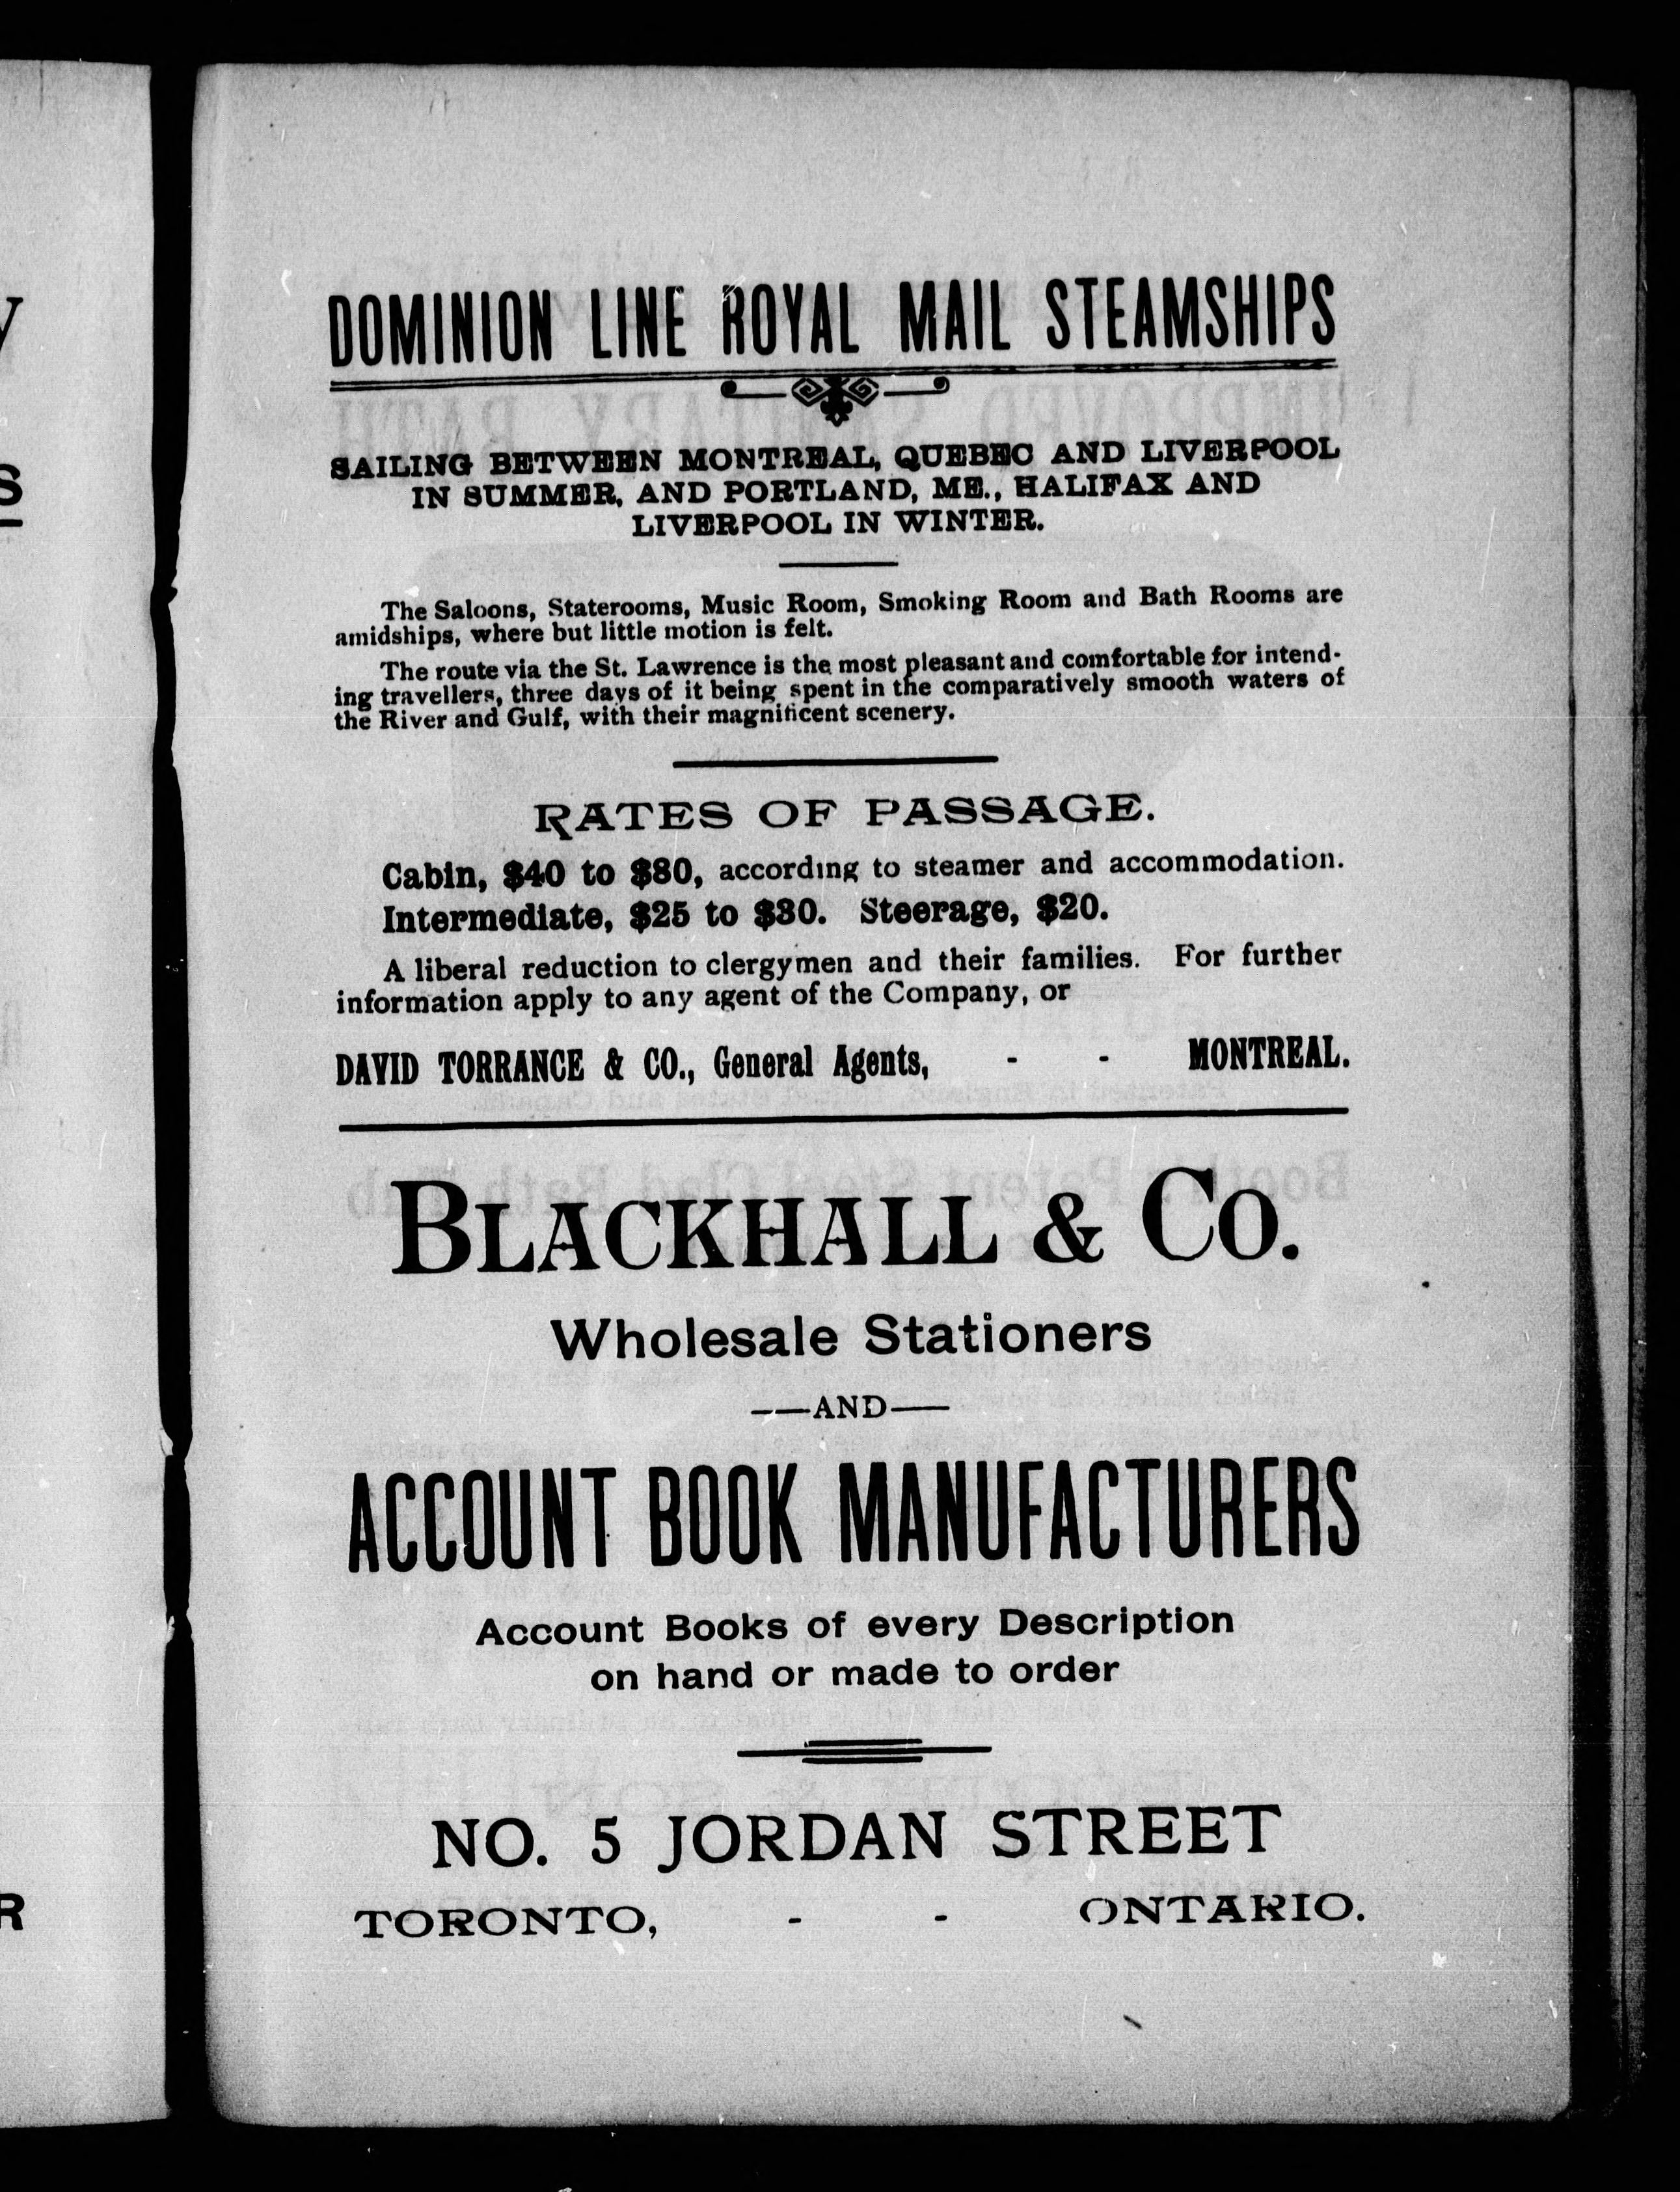 DOMINION LINE ROYAL MAIL STEAMSHIPS
SAILING BETWEEN MONTREAL, QUEBEC AND LIVERPOOL
IN SUMMER, AND PORTLAND, ME., HALIFAX AND
LIVERPOOL IN WINTER.
The Saloons, Staterooms, Music Room, Smoking Room and Bath Rooms are
amidships, where but little motion is felt.
The route via the St. Lawrence is the most pleasant and comfortable for intend-
ing travellers, three days of it being spent in the comparatively smooth waters of
the River and Gulf, with their magnificent scenery.
RATES OF PASSAGE.
Cabin, $40 to $80, according to steamer and accommodation.
Intermediate, $25 to $30. Steerage, $20.
A liberal reduction to clergymen and their families. For further
information apply to any agent of the Company, or
DAVID TORRANCE & CO., General Agents, - - MONTREAL.
BLACKHALL & CO.
Wholesale Stationers
——AND——
ACCOUNT BOOK MANUFACTURERS
Account Books of every Description
on hand or made to order
NO. 5 JORDAN STREET
TORONTO, - - ONTARIO.